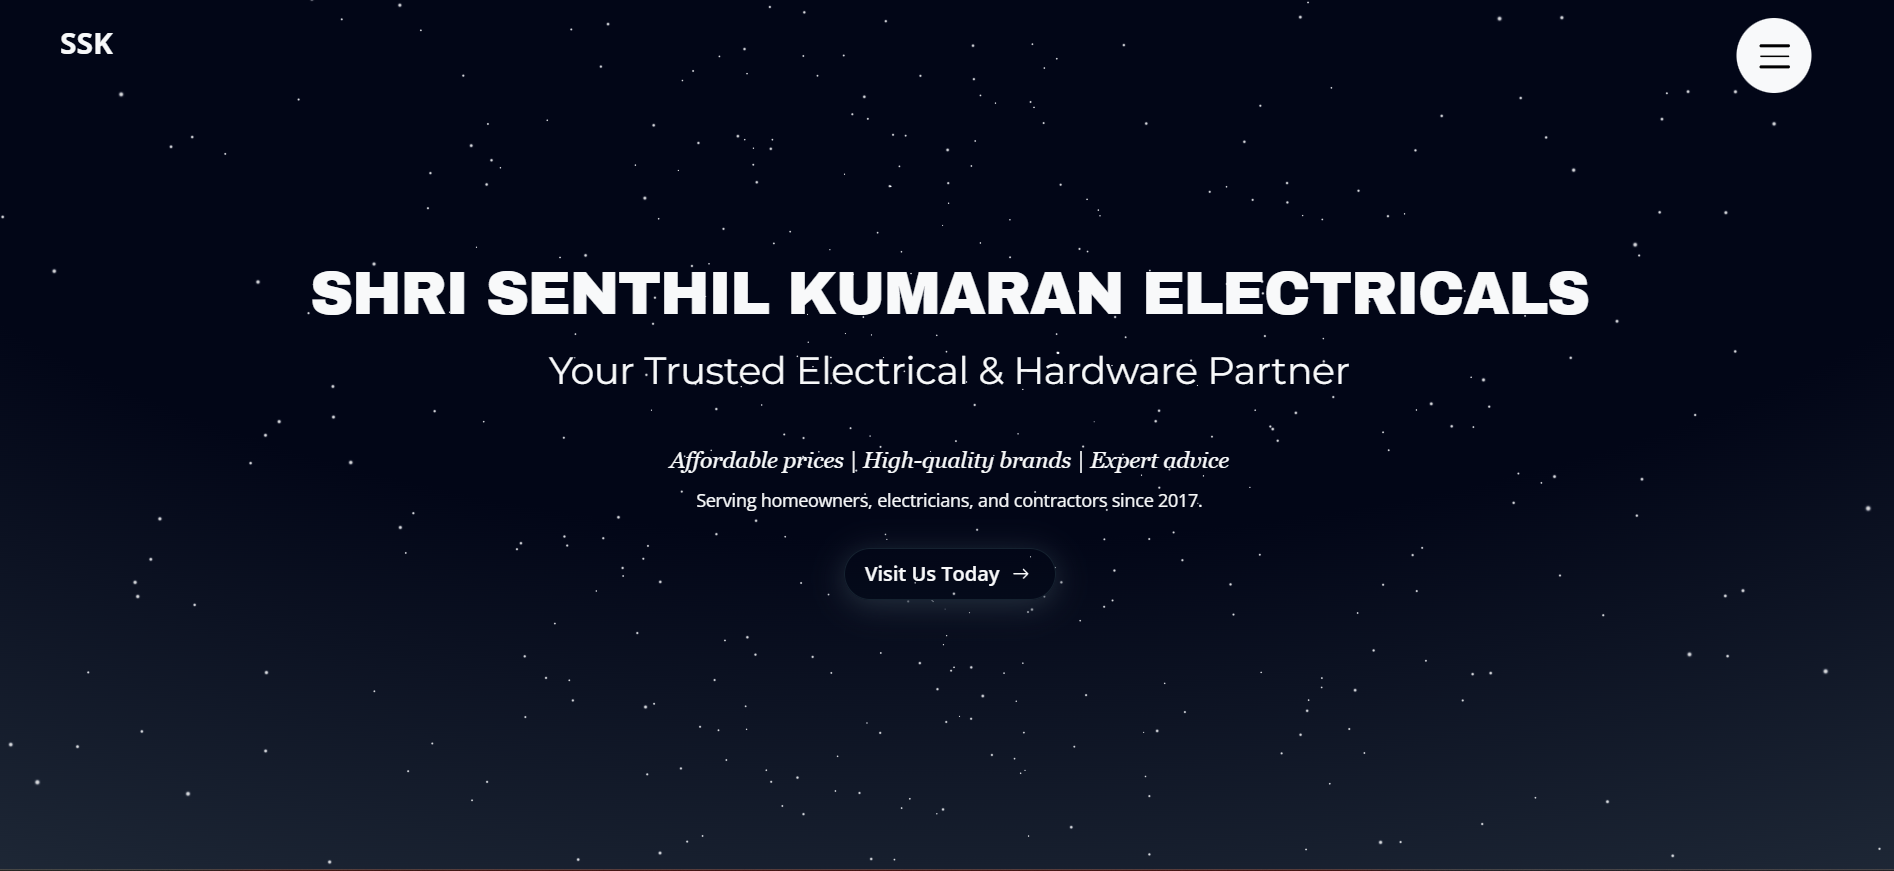 SSK
SHRI SENTHIL KUMARAN ELECTRICALS
Your Trusted Electrical & Hardware Partner
Affordable prices | High-quality brands | Expert advice
Serving homeowners, electricians, and contractors since 2017.
Visit Us Today →